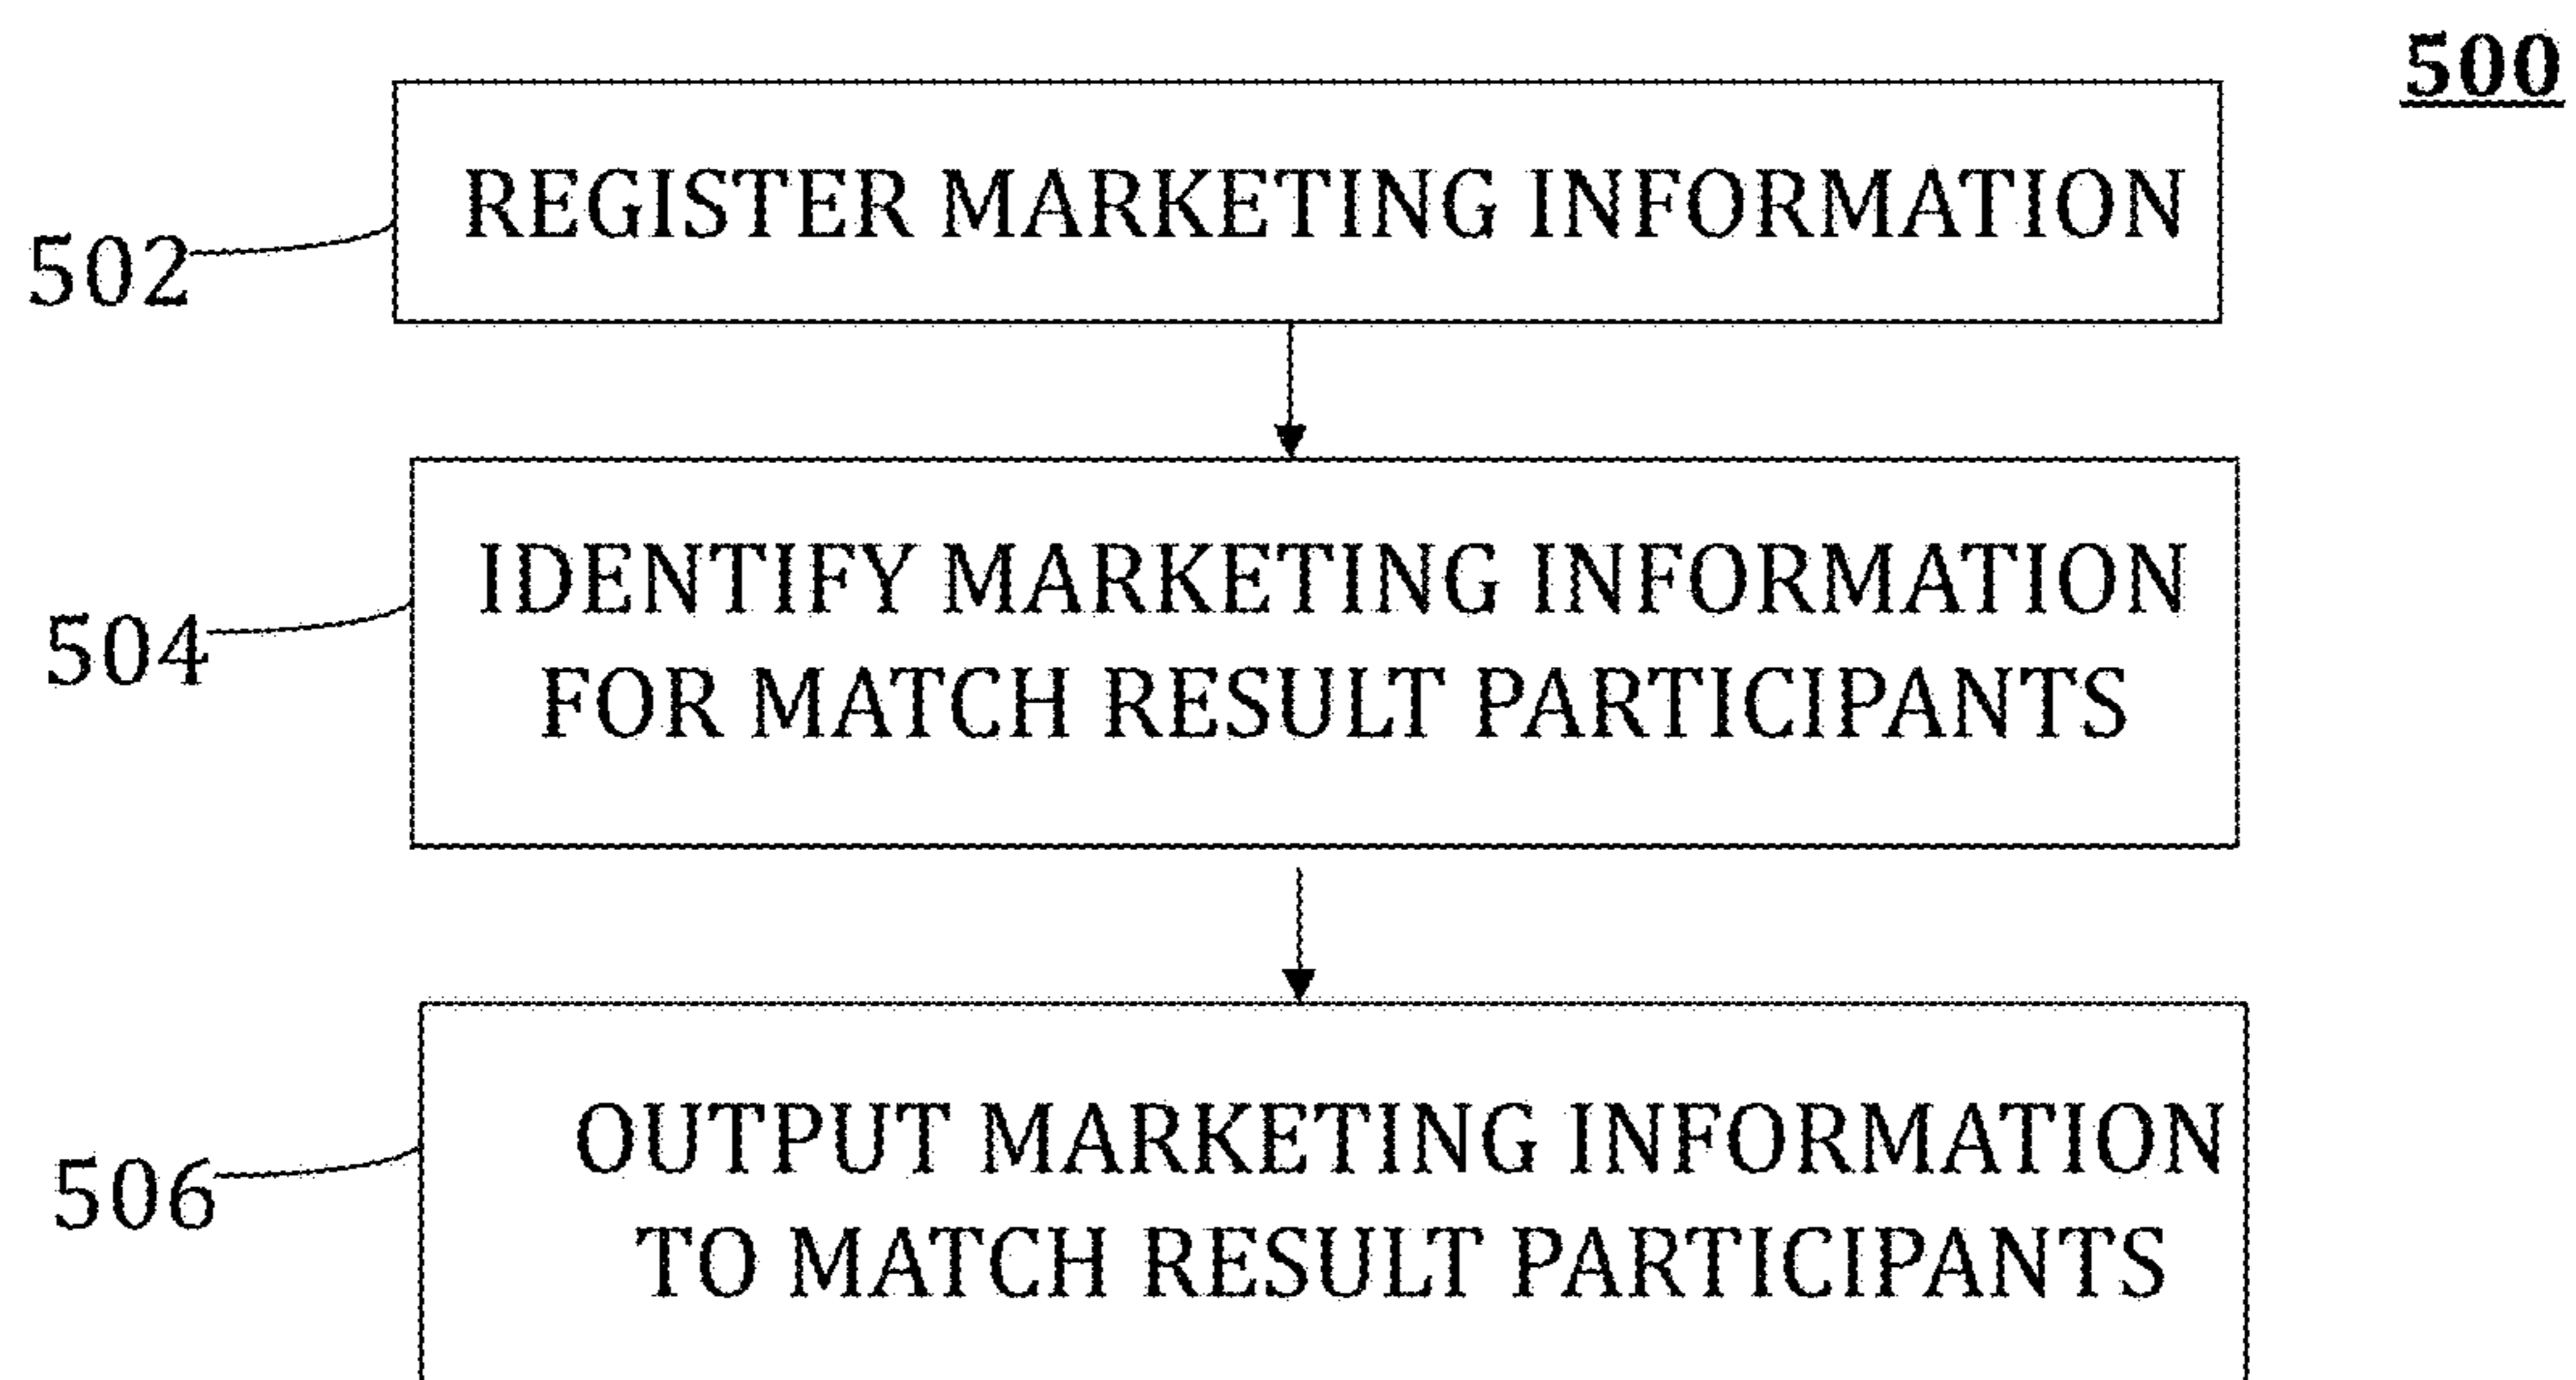 500
REGISTER MARKETING INFORMATION
502
IDENTIFY MARKETING INFORMATION
FOR MATCH RESULT PARTICIPANTS
504
OUTPUT MARKETING INFORMATION
TO MATCH RESULT PARTICIPANTS
506